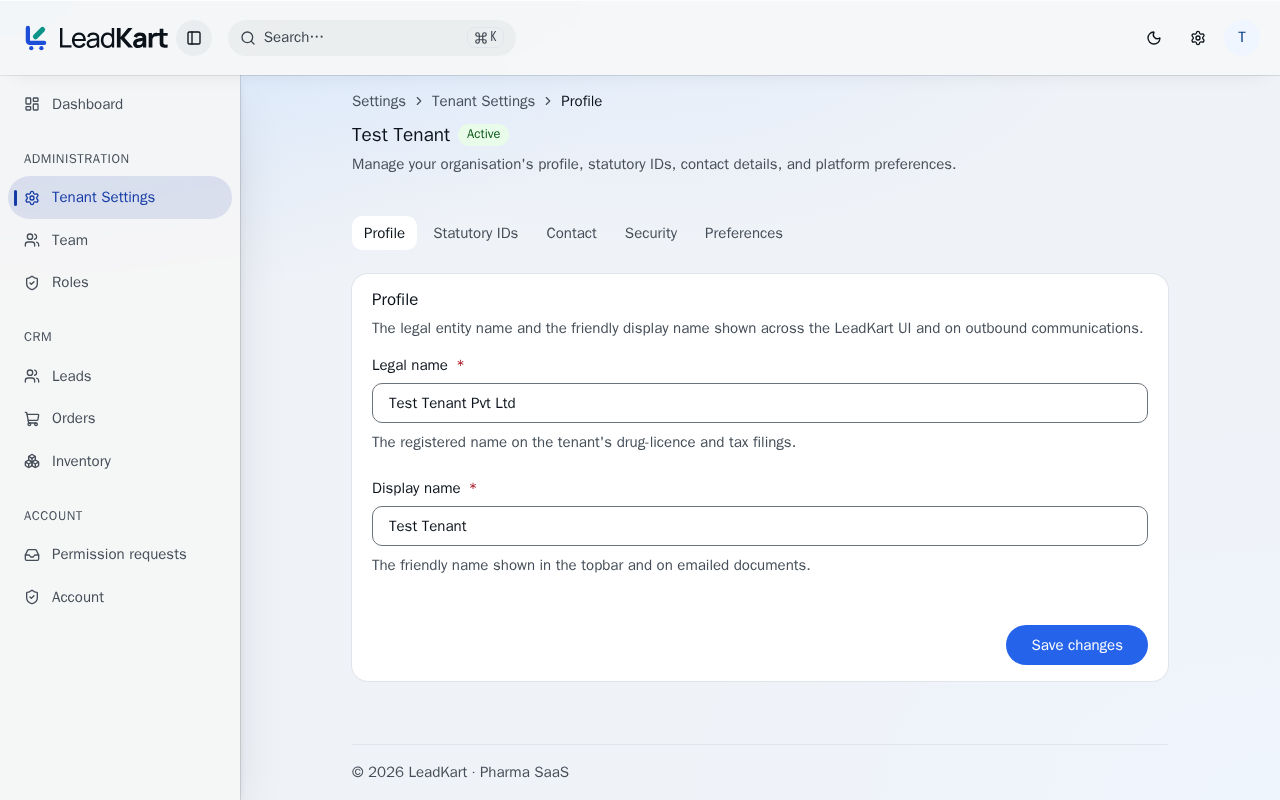 LeadKart
Search…
⌘ K
T
Dashboard
ADMINISTRATION
Tenant Settings
Team
Roles
CRM
Leads
Orders
Inventory
ACCOUNT
Permission requests
Account
Settings > Tenant Settings > Profile
Test Tenant Active
Manage your organisation's profile, statutory IDs, contact details, and platform preferences.
Profile Statutory IDs Contact Security Preferences
Profile
The legal entity name and the friendly display name shown across the LeadKart UI and on outbound communications.
Legal name *
Test Tenant Pvt Ltd
The registered name on the tenant's drug-licence and tax filings.
Display name *
Test Tenant
The friendly name shown in the topbar and on emailed documents.
Save changes
© 2026 LeadKart · Pharma SaaS